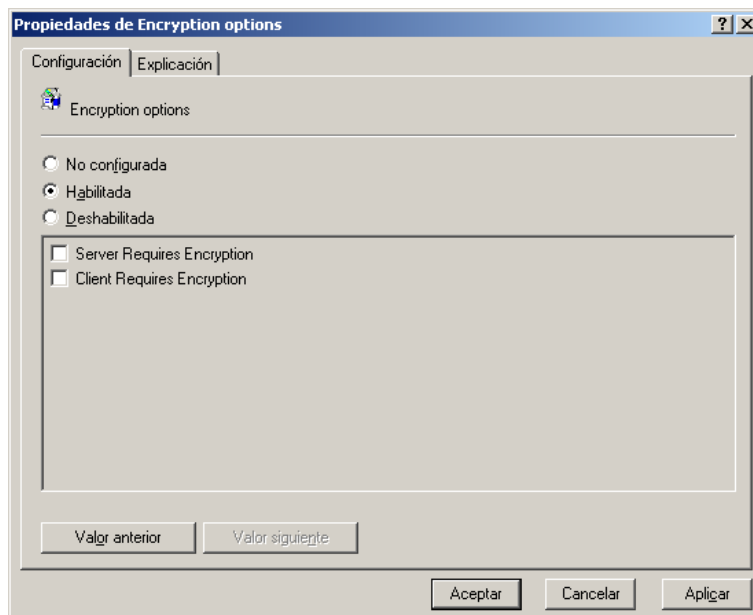 Propiedades de Encryption options
Configuración Explicación
Encryption options
No configurada
Habilitada
Deshabilitada
Server Requires Encryption
Client Requires Encryption
Valor anterior Valor siguiente
Aceptar Cancelar Aplicar